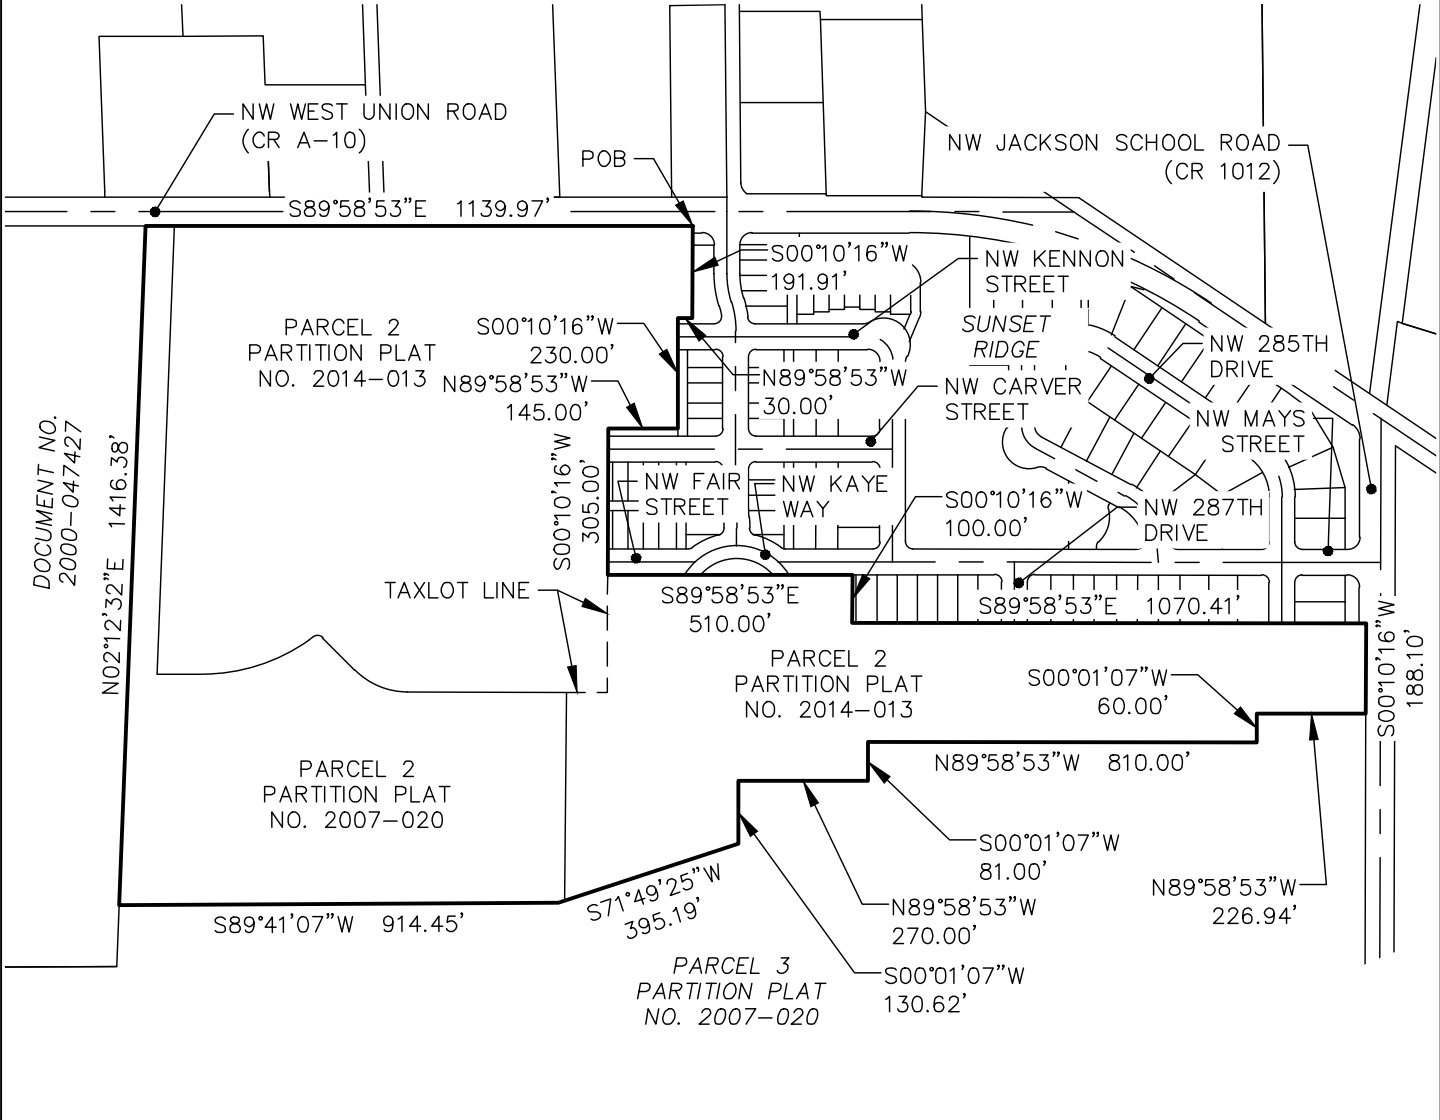 NW WEST UNION ROAD
(CR A-10)
POB
NW JACKSON SCHOOL ROAD
(CR 1012)
S89°58'53"E 1139.97'
S00°10'16"W
191.91'
NW KENNON
STREET
SUNSET
RIDGE
PARCEL 2
PARTITION PLAT
NO. 2014-013
S00°10'16"W
230.00'
N89°58'53"W
145.00'
N89°58'53"W
30.00'
NW CARVER
STREET
NW 285TH
DRIVE
NW MAYS
STREET
DOCUMENT NO.
2000-047427
N02°12'32"E 1416.38'
S00°10'16"W
305.00'
NW FAIR
STREET
NW KAYE
WAY
S00°10'16"W
100.00'
NW 287TH
DRIVE
TAXLOT LINE
S89°58'53"E
510.00'
S89°58'53"E 1070.41'
PARCEL 2
PARTITION PLAT
NO. 2014-013
S00°01'07"W
60.00'
S00°10'16"W
188.10'
PARCEL 2
PARTITION PLAT
NO. 2007-020
N89°58'53"W 810.00'
S00°01'07"W
81.00'
N89°58'53"W
226.94'
S89°41'07"W 914.45'
S71°49'25"W
395.19'
N89°58'53"W
270.00'
PARCEL 3
PARTITION PLAT
NO. 2007-020
S00°01'07"W
130.62'